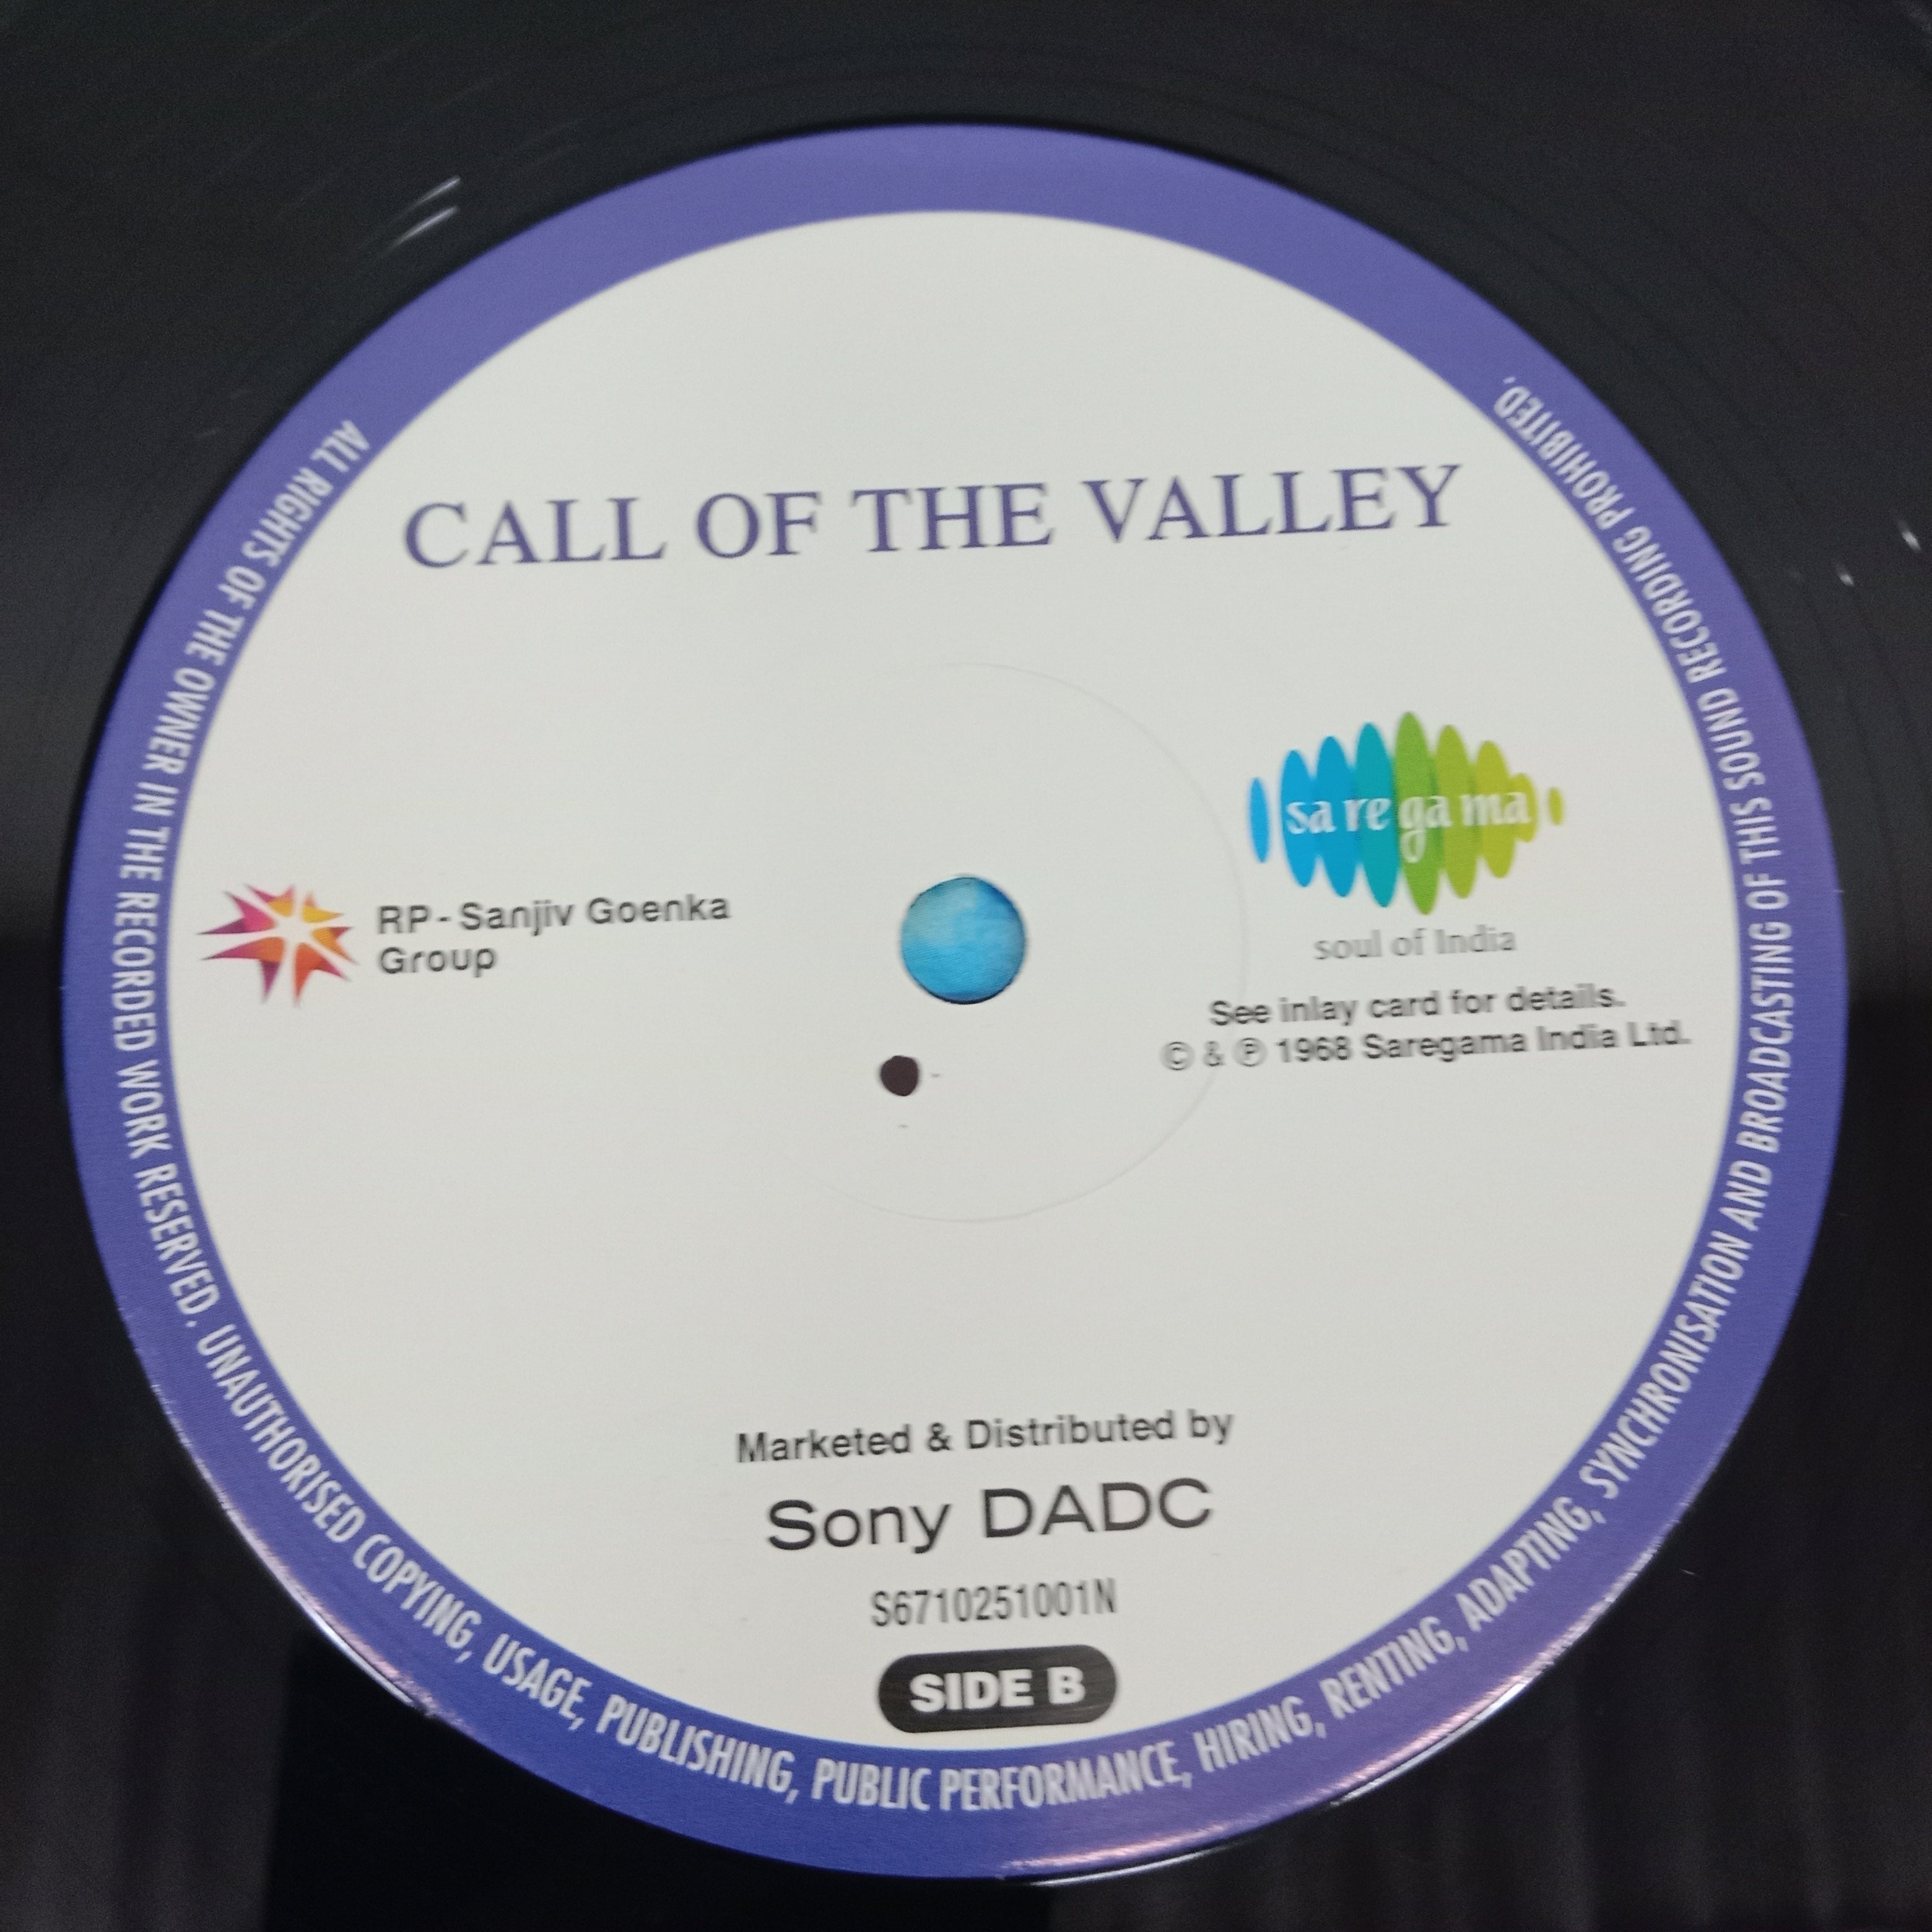 CALL OF THE VALLEY
sa re ga ma
soul of India
RP-Sanjiv Goenka
Group
See inlay card for details.
© & ℗ 1968 Saregama India Ltd.
Marketed & Distributed by
Sony DADC
S6710251001N
SIDE B
ALL RIGHTS OF THE OWNER IN THE RECORDED WORK RESERVED. UNAUTHORISED COPYING, USAGE, PUBLISHING, PUBLIC PERFORMANCE, HIRING, RENTING, ADAPTING, SYNCHRONISATION AND BROADCASTING OF THIS SOUND RECORDING PROHIBITED.